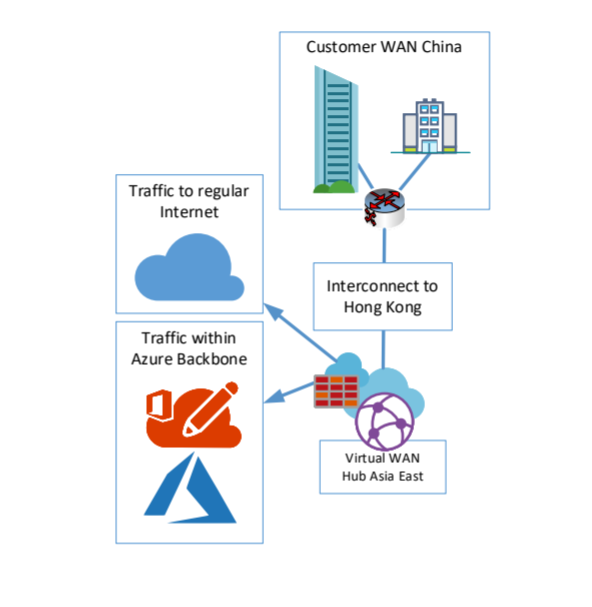 Customer WAN China
Traffic to regular
Internet
Interconnect to
Hong Kong
Traffic within
Azure Backbone
Virtual WAN
Hub Asia East